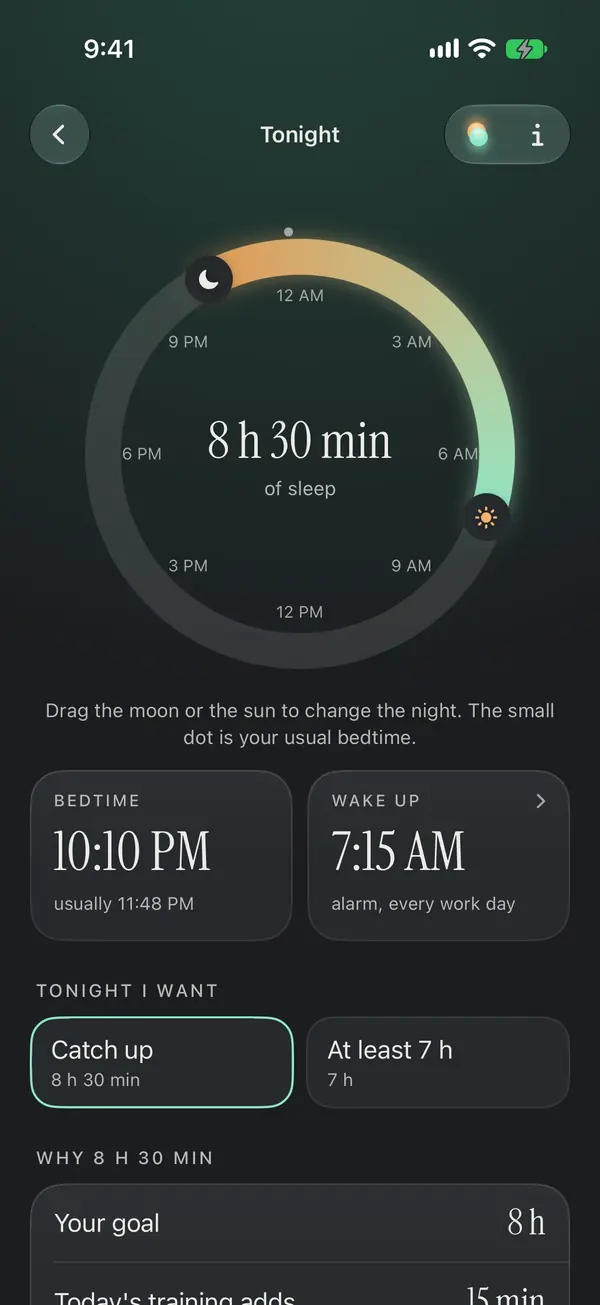 9:41
Tonight
i
12 AM
9 PM
3 AM
8 h 30 min
6 PM
6 AM
of sleep
3 PM
9 AM
12 PM
Drag the moon or the sun to change the night. The small
dot is your usual bedtime.
BEDTIME
10:10 PM
usually 11:48 PM
WAKE UP
7:15 AM
alarm, every work day
TONIGHT I WANT
Catch up
8 h 30 min
At least 7 h
7 h
WHY 8 H 30 MIN
Your goal
8 h
Today's training adds
15 min